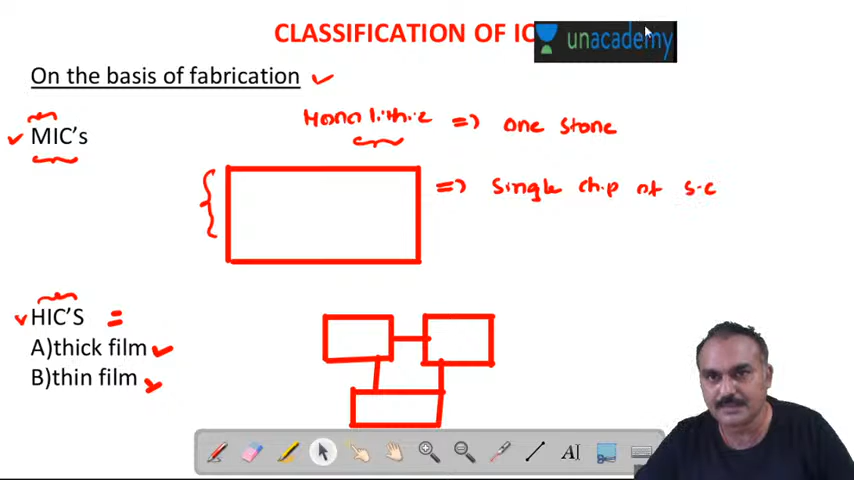 CLASSIFICATION OF IC
unacademy
On the basis of fabrication
Monolithic => one stone
MIC's
=> single chip of s.c
HIC'S =
A)thick film
B)thin film
AI